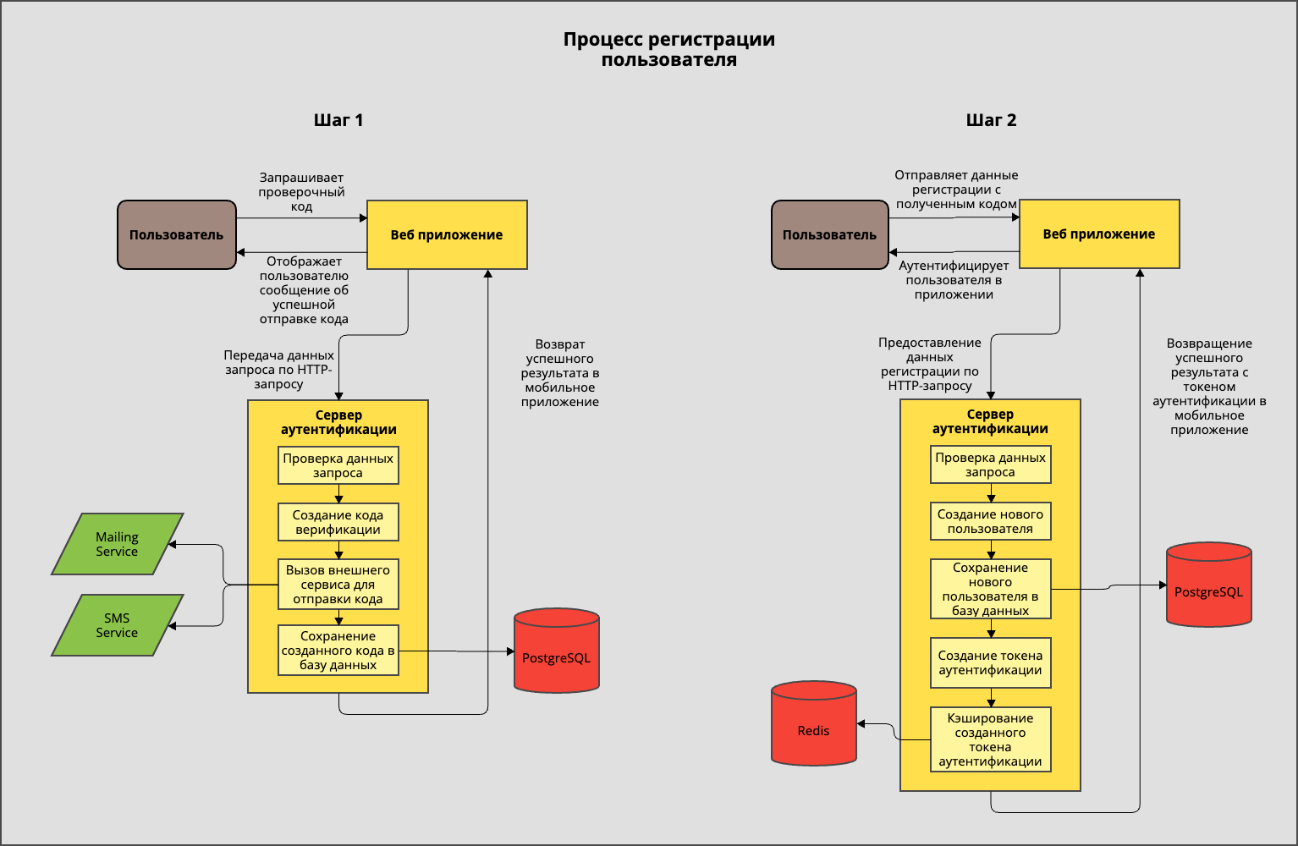 Процесс регистрации
пользователя
Шаг 1
Запрашивает
проверочный
код
Пользователь
Веб приложение
Отображает
пользователю
сообщение об
успешной
отправке кода
Передача данных
запроса по HTTP-
запросу
Возврат
успешного
результата в
мобильное
приложение
Сервер
аутентификации
Проверка данных
запроса
Создание кода
верификации
Вызов внешнего
сервиса для
отправки кода
Сохранение
созданного кода в
базу данных
Mailing
Service
SMS
Service
PostgreSQL
Шаг 2
Отправляет данные
регистрации с
полученным кодом
Пользователь
Веб приложение
Аутентифицирует
пользователя в
приложении
Предоставление
данных
регистрации по
HTTP-запросу
Возвращение
успешного
результата с
токеном
аутентификации в
мобильное
приложение
Сервер
аутентификации
Проверка данных
запроса
Создание нового
пользователя
Сохранение
нового
пользователя в
базу данных
Создание токена
аутентификации
Кэширование
созданного
токена
аутентификации
PostgreSQL
Redis